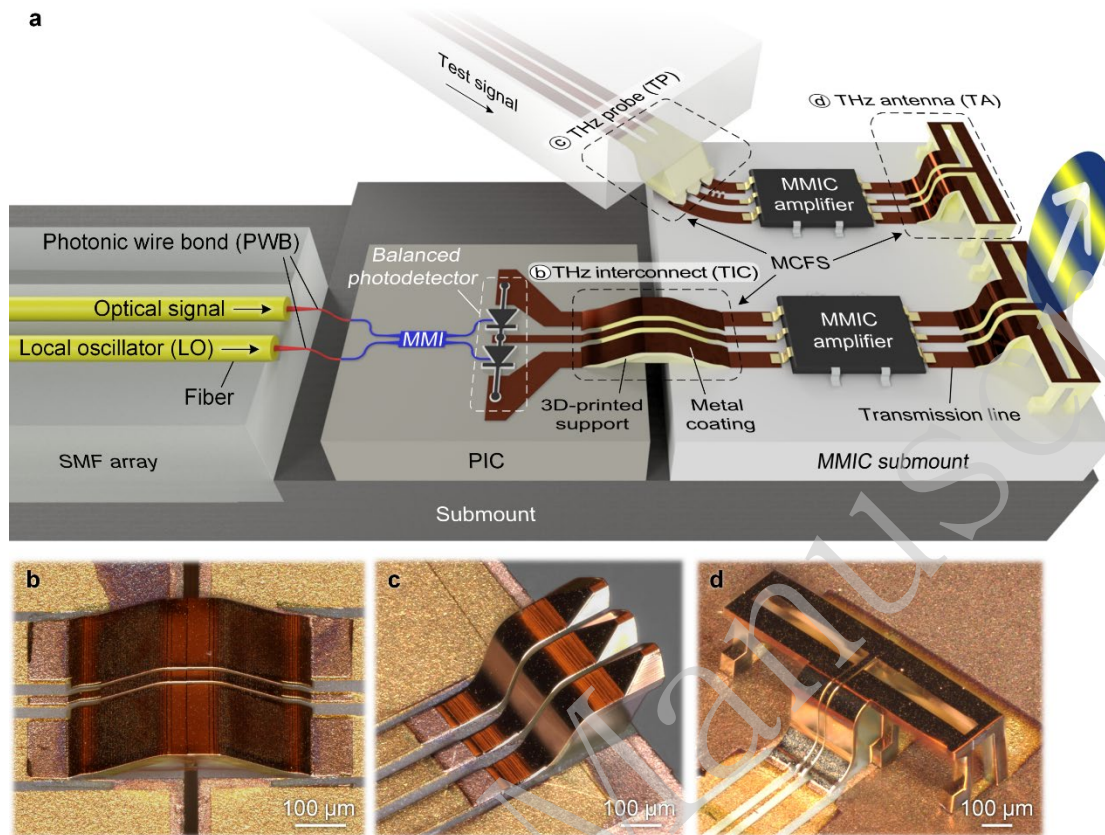 a
Test signal
ⓒ THz probe (TP)
ⓓ THz antenna (TA)
MMIC
amplifier
MCFS
Photonic wire bond (PWB)
Balanced
photodetector
ⓑ THz interconnect (TIC)
Optical signal
MMI
MMIC
amplifier
Local oscillator (LO)
Fiber
3D-printed
support
Metal
coating
Transmission line
SMF array
PIC
MMIC submount
Submount
b
c
d
100 µm
100 µm
100 µm
Manusc